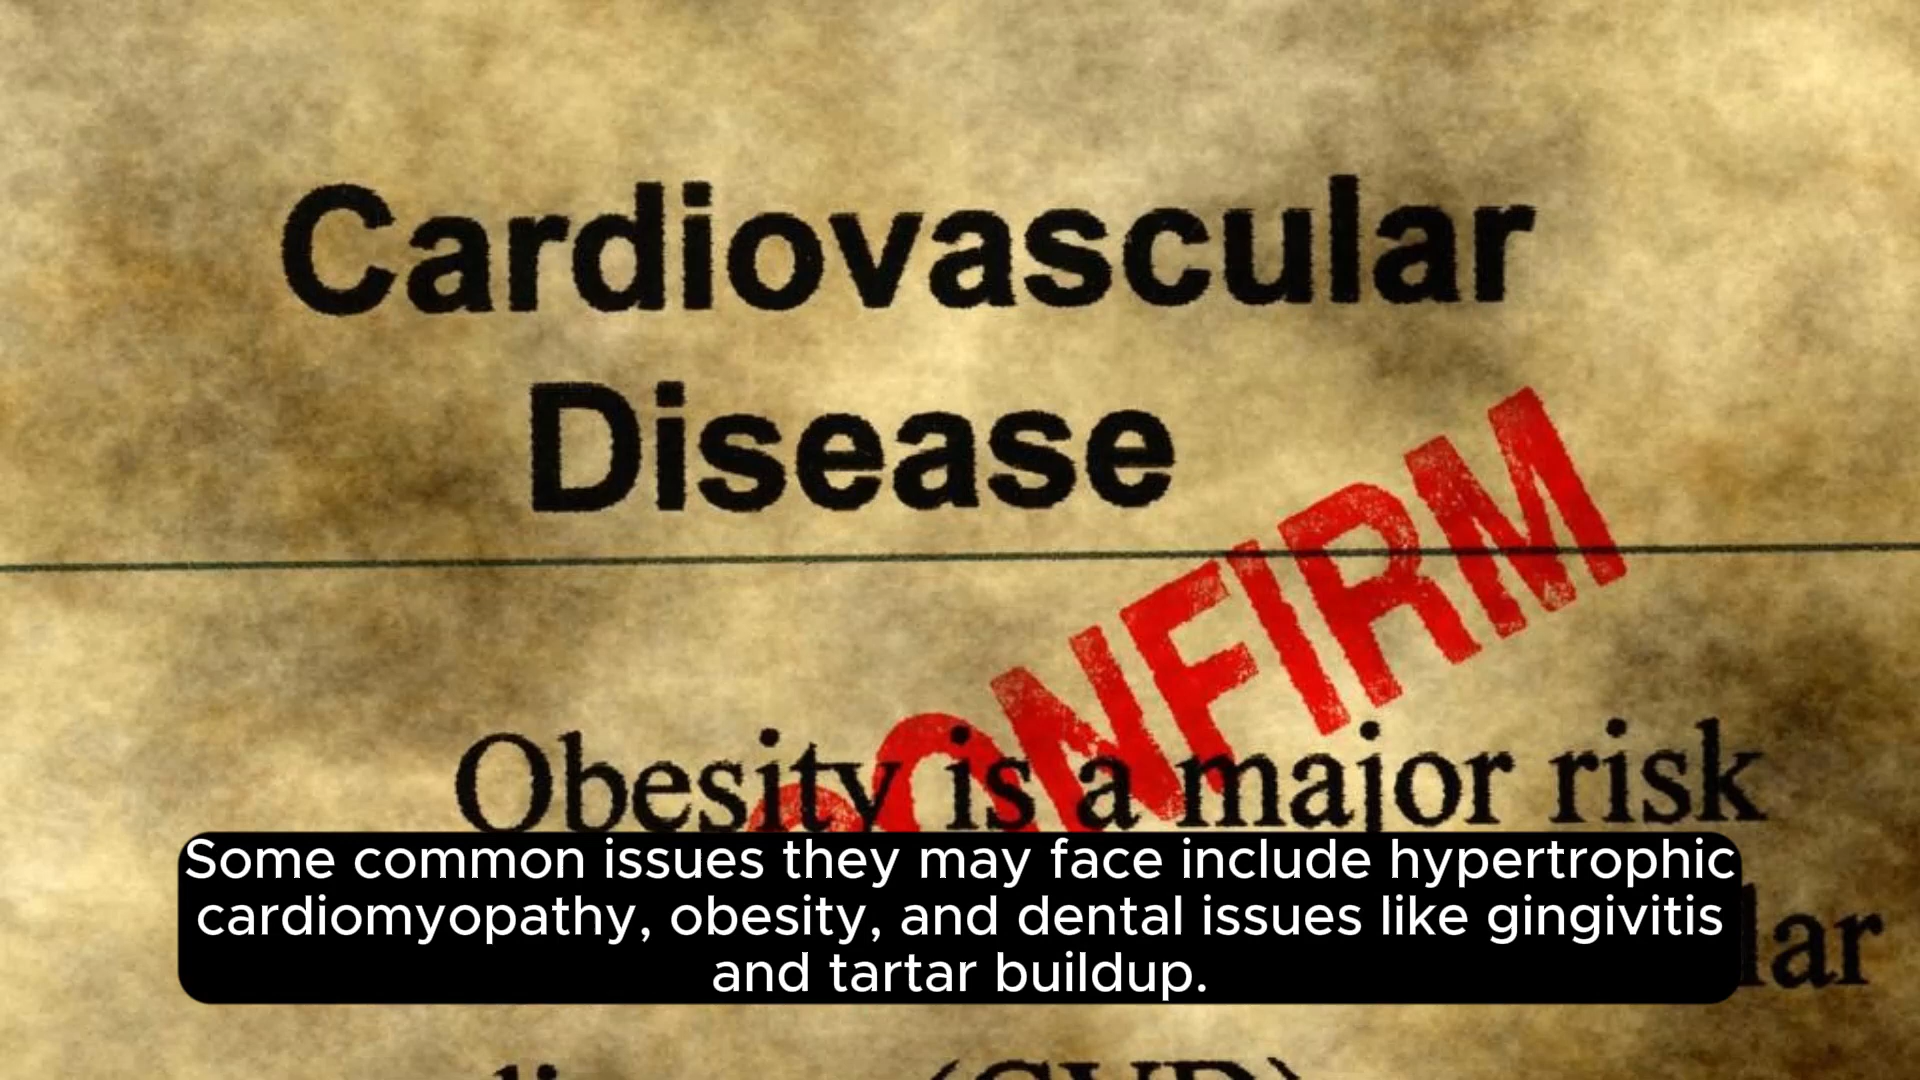 Cardiovascular
Disease
CONFIRM
Obesity is a major risk
Some common issues they may face include hypertrophic
cardiomyopathy, obesity, and dental issues like gingivitis
and tartar buildup.